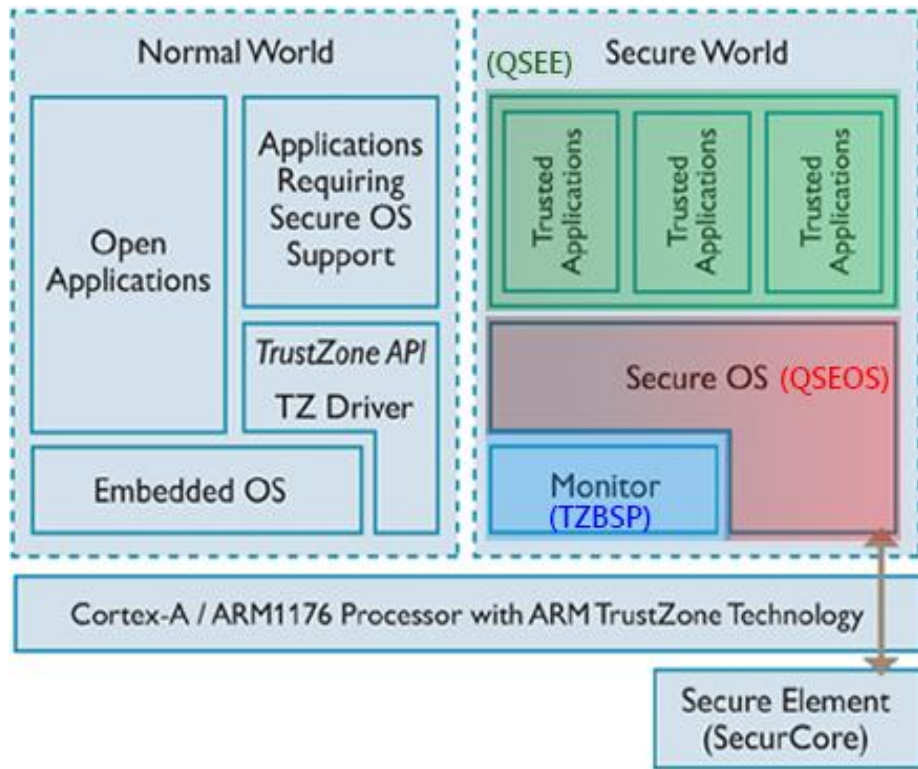 Normal World
Open
Applications
Applications
Requiring
Secure OS
Support
TrustZone API
TZ Driver
Embedded OS
(QSEE)
Secure World
Trusted
Applications
Trusted
Applications
Trusted
Applications
Secure OS (QSEOS)
Monitor
(TZBSP)
Cortex-A / ARM1176 Processor with ARM TrustZone Technology
Secure Element
(SecurCore)